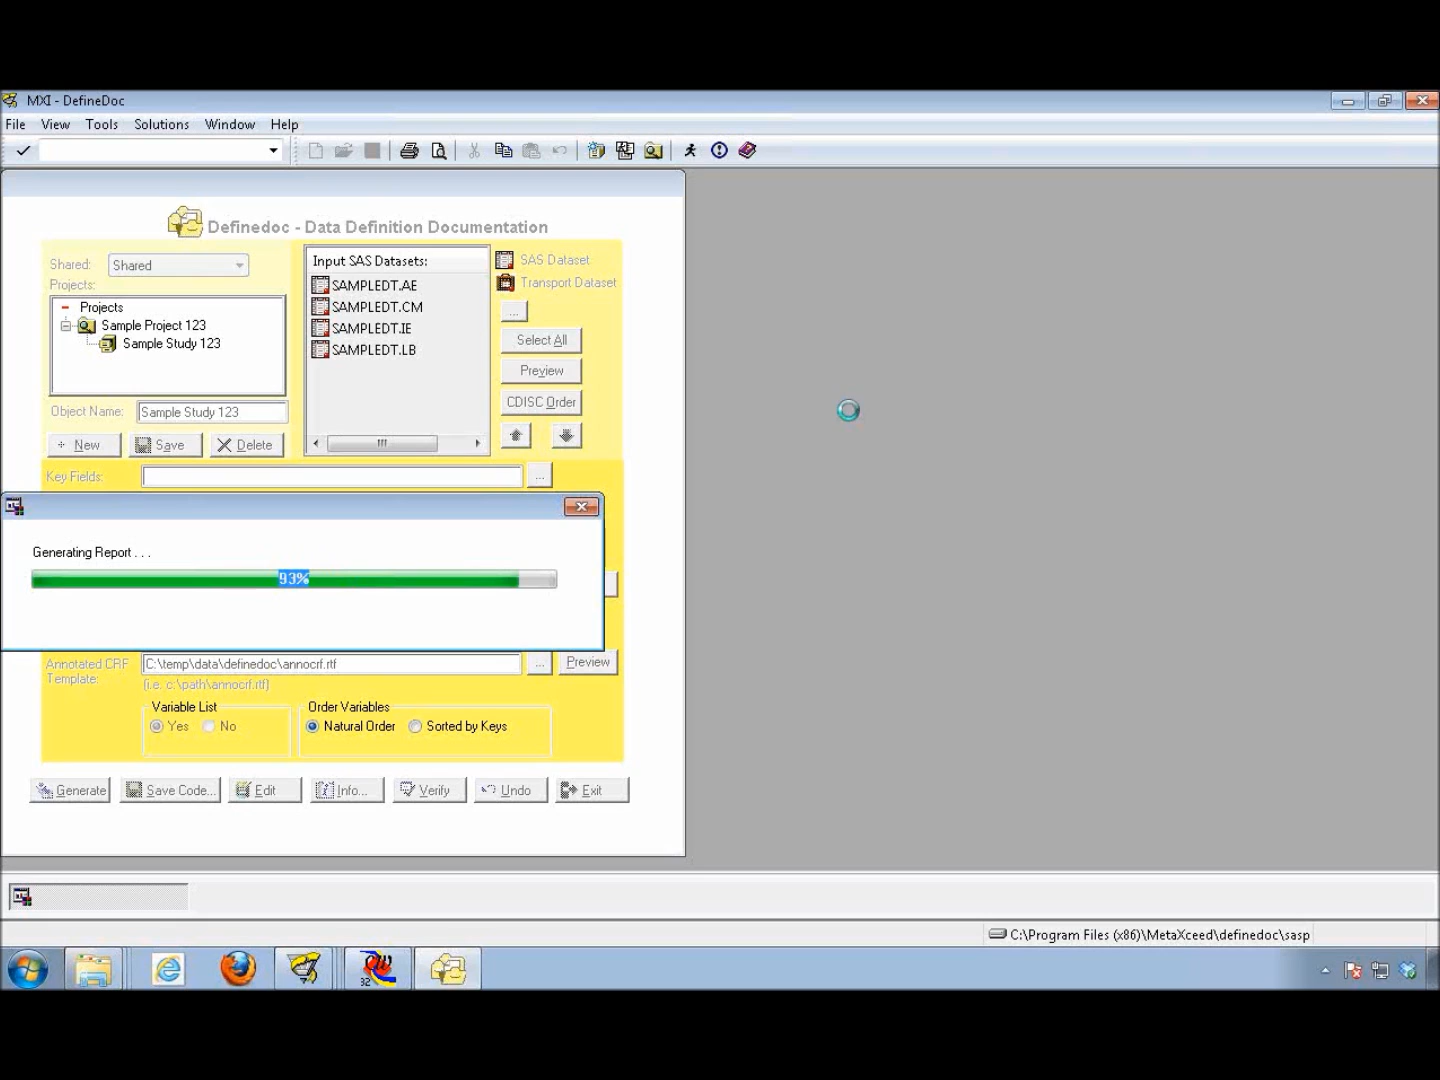 MXI - DefineDoc
File View Tools Solutions Window Help
Definedoc - Data Definition Documentation
Shared: Shared
Projects:
Projects
Sample Project 123
Sample Study 123
Object Name: Sample Study 123
New Save Delete
Input SAS Datasets:
SAMPLEDT.AE
SAMPLEDT.CM
SAMPLEDT.IE
SAMPLEDT.LB
SAS Dataset
Transport Dataset
...
Select All
Preview
CDISC Order
Key Fields: ...
Generating Report . . .
93%
Annotated CRF Template: C:\temp\data\definedoc\annocrf.rtf ... Preview
(i.e. c:\path\annocrf.rtf)
Variable List
Yes No
Order Variables
Natural Order Sorted by Keys
Generate Save Code... Edit Info... Verify Undo Exit
C:\Program Files (x86)\MetaXceed\definedoc\sasp
32